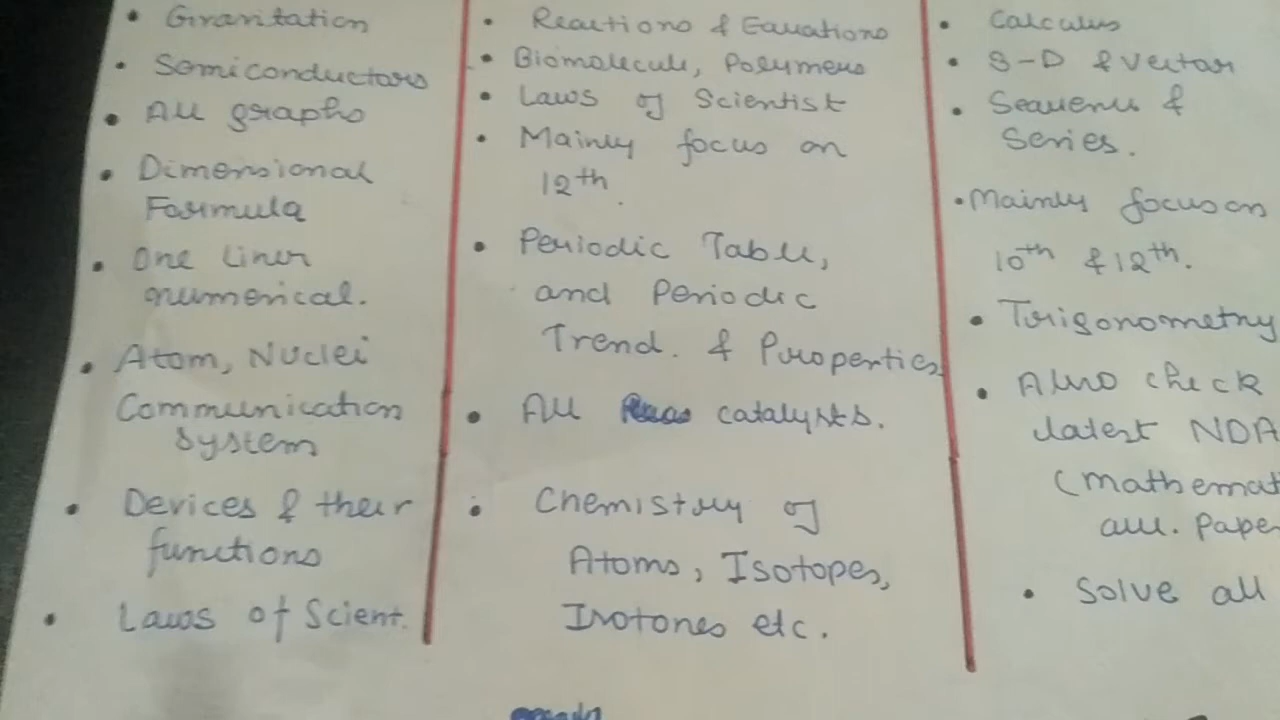 • Gravitation
• Semiconductors
• All graphs
• Dimensional
Formula
• One Liner
numerical.
• Atom, Nuclei
Communication
System
• Devices & their
functions
• Laws of Scient.
• Reactions & Equations
• Biomolecule, Polymers
• Laws of Scientist
• Mainly focus on
12th.
• Periodic Table,
and Periodic
Trend. & Properties
• All catalysts.
• Chemistry of
Atoms, Isotopes,
Isotones etc.
• Calculus
• 3-D & Vector
• Sequence &
Series.
• Mainly focus on
10th & 12th.
• Trigonometry
• Also check
latest NDA
(mathemat
all. Pape
• Solve all